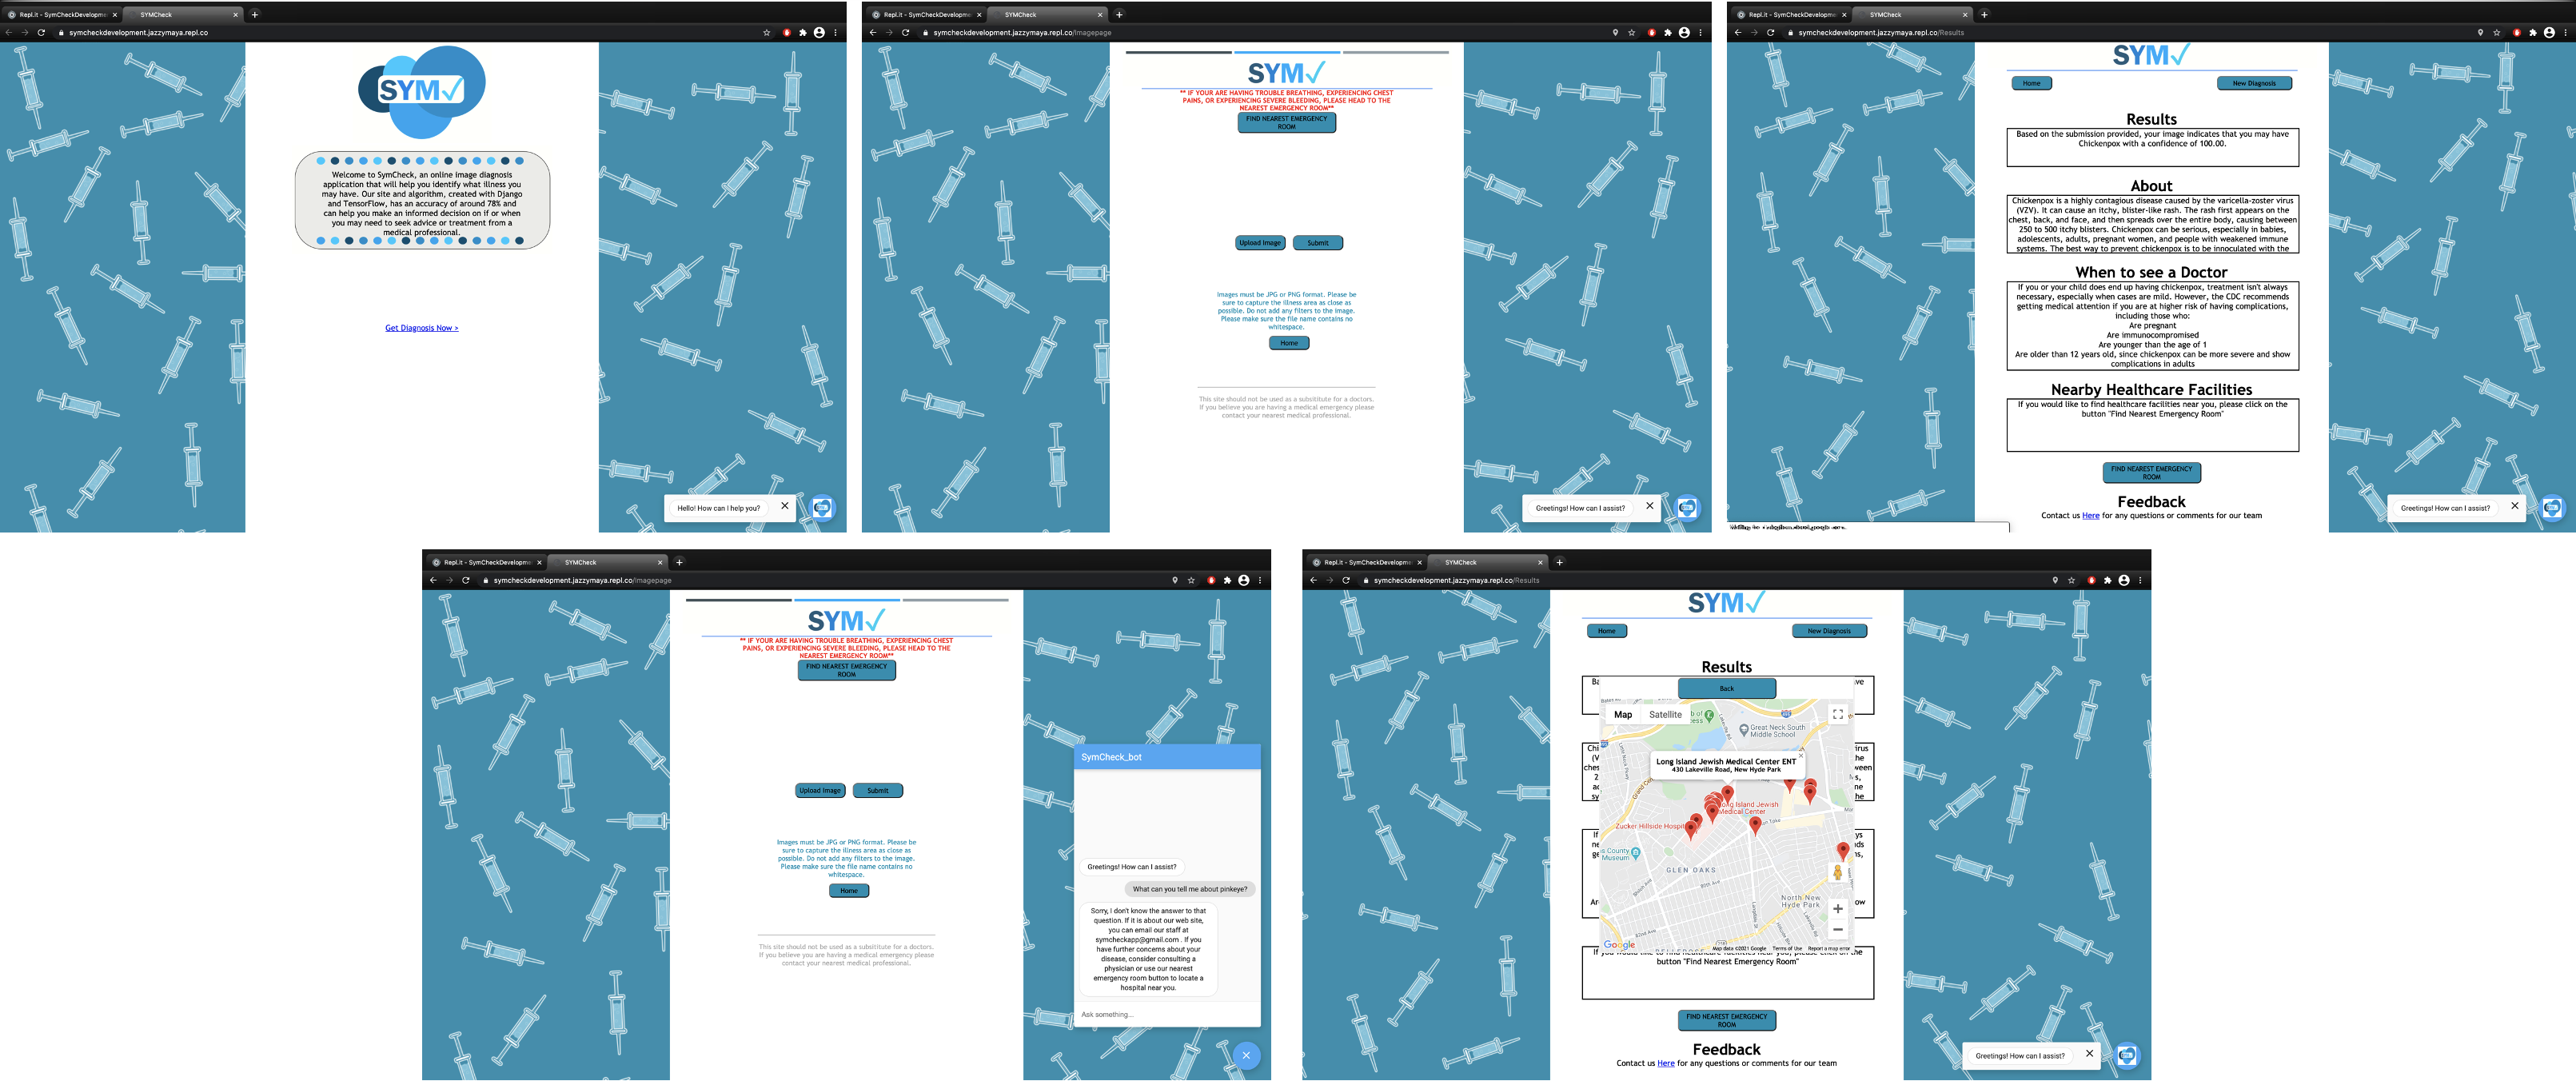 Repl.it - SymCheckDevelopme
SYMCheck
symcheckdevelopment.jazzymaya.repl.co
SYM
Welcome to SymCheck, an online image diagnosis
application that will help you identify what illness you
may have. Our site and algorithm, created with Django
and TensorFlow, has an accuracy of around 78% and
can help you make an informed decision on if or when
you may need to seek advice or treatment from a
medical professional.
Get Diagnosis Now >
Hello! How can I help you?
Repl.it - SymCheckDevelopme
SYMCheck
symcheckdevelopment.jazzymaya.repl.co/Imagepage
SYM
** IF YOUR ARE HAVING TROUBLE BREATHING, EXPERIENCING CHEST
PAINS, OR EXPERIENCING SEVERE BLEEDING, PLEASE HEAD TO THE
NEAREST EMERGENCY ROOM**
FIND NEAREST EMERGENCY
ROOM
Upload Image
Submit
Images must be JPG or PNG format. Please be
sure to capture the illness area as close as
possible. Do not add any filters to the image.
Please make sure the file name contains no
whitespace.
Home
This site should not be used as a subsititute for a doctors.
If you believe you are having a medical emergency please
contact your nearest medical professional.
Greetings! How can I assist?
Repl.it - SymCheckDevelopme
SYMCheck
symcheckdevelopment.jazzymaya.repl.co/Results
SYM
Home
New Diagnosis
Results
Based on the submission provided, your image indicates that you may have
Chickenpox with a confidence of 100.00.
About
Chickenpox is a highly contagious disease caused by the varicella-zoster virus
(VZV). It can cause an itchy, blister-like rash. The rash first appears on the
chest, back, and face, and then spreads over the entire body, causing between
250 to 500 itchy blisters. Chickenpox can be serious, especially in babies,
adolescents, adults, pregnant women, and people with weakened immune
systems. The best way to prevent chickenpox is to be innoculated with the
When to see a Doctor
If you or your child does end up having chickenpox, treatment isn't always
necessary, especially when cases are mild. However, the CDC recommends
getting medical attention if you are at higher risk of having complications,
including those who:
Are pregnant
Are immunocompromised
Are younger than the age of 1
Are older than 12 years old, since chickenpox can be more severe and show
complications in adults
Nearby Healthcare Facilities
If you would like to find healthcare facilities near you, please click on the
button "Find Nearest Emergency Room"
FIND NEAREST EMERGENCY
ROOM
Feedback
Contact us Here for any questions or comments for our team
Greetings! How can I assist?
Repl.it - SymCheckDevelopme
SYMCheck
symcheckdevelopment.jazzymaya.repl.co/Imagepage
SYM
** IF YOUR ARE HAVING TROUBLE BREATHING, EXPERIENCING CHEST
PAINS, OR EXPERIENCING SEVERE BLEEDING, PLEASE HEAD TO THE
NEAREST EMERGENCY ROOM**
FIND NEAREST EMERGENCY
ROOM
Upload Image
Submit
Images must be JPG or PNG format. Please be
sure to capture the illness area as close as
possible. Do not add any filters to the image.
Please make sure the file name contains no
whitespace.
Home
This site should not be used as a subsititute for a doctors.
If you believe you are having a medical emergency please
contact your nearest medical professional.
SymCheck_bot
Greetings! How can I assist?
What can you tell me about pinkeye?
Sorry, I don't know the answer to that
question. If it is about our web site,
you can email our staff at
symcheckapp@gmail.com . If you
have further concerns about your
disease, consider consulting a
physician or use our nearest
emergency room button to locate a
hospital near you.
Ask something...
Repl.it - SymCheckDevelopme
SYMCheck
symcheckdevelopment.jazzymaya.repl.co/Results
SYM
Home
New Diagnosis
Results
Back
Map
Satellite
Great Neck South
Middle School
Long Island Jewish Medical Center ENT
430 Lakeville Road, New Hyde Park
Long Island Jewish
Medical Center
Zucker Hillside Hospi
s County
Museum
GLEN OAKS
North New
Hyde Park
Google
Map data ©2021 Google
Terms of Use
Report a map error
button "Find Nearest Emergency Room"
FIND NEAREST EMERGENCY
ROOM
Feedback
Contact us Here for any questions or comments for our team
Greetings! How can I assist?